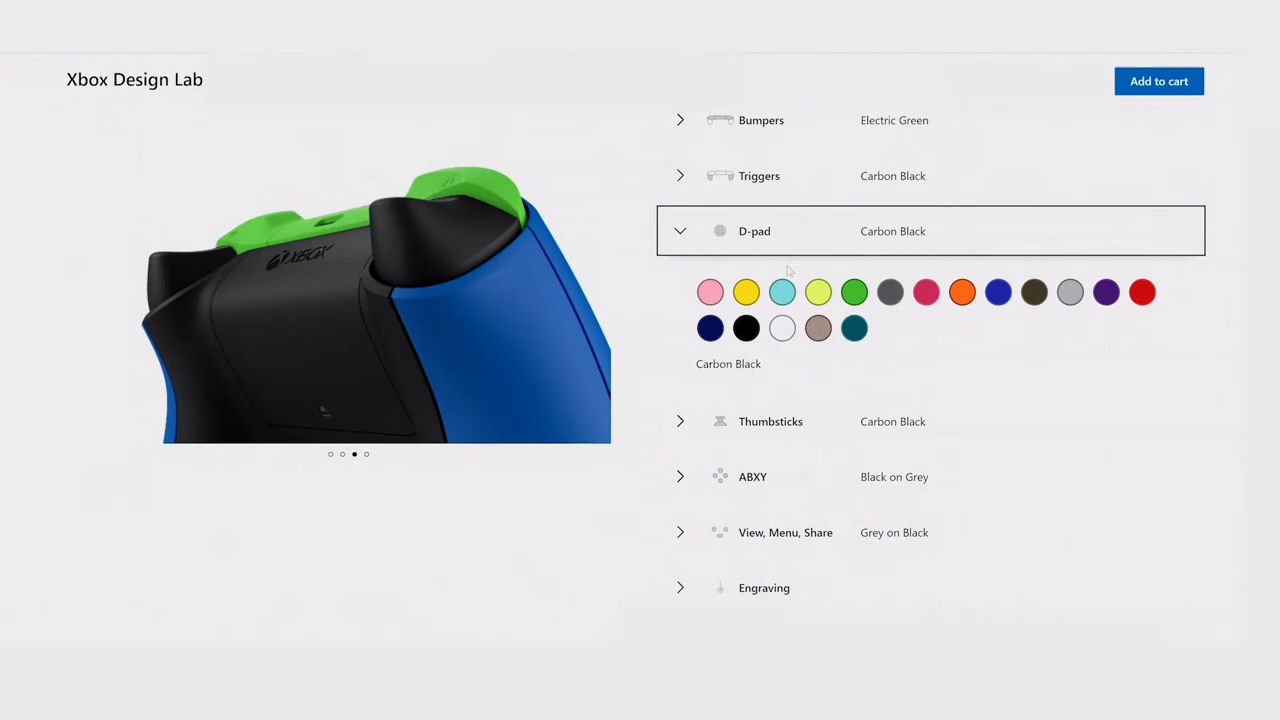 Xbox Design Lab
Add to cart
Bumpers Electric Green
Triggers Carbon Black
D-pad Carbon Black
Carbon Black
Thumbsticks Carbon Black
ABXY Black on Grey
View, Menu, Share Grey on Black
Engraving
XBOX